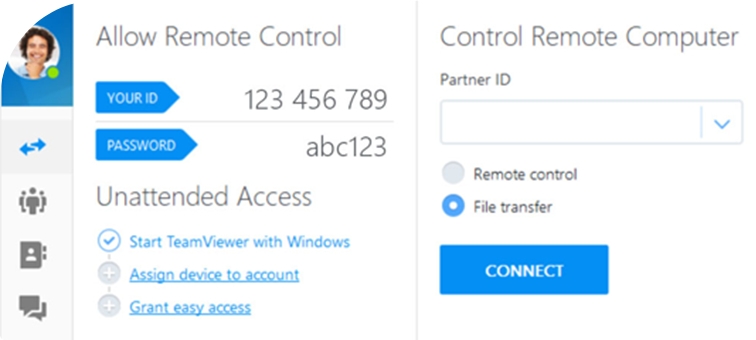 Allow Remote Control
YOUR ID 123 456 789
PASSWORD abc123
Unattended Access
Start TeamViewer with Windows
Assign device to account
Grant easy access
Control Remote Computer
Partner ID
Remote control
File transfer
CONNECT